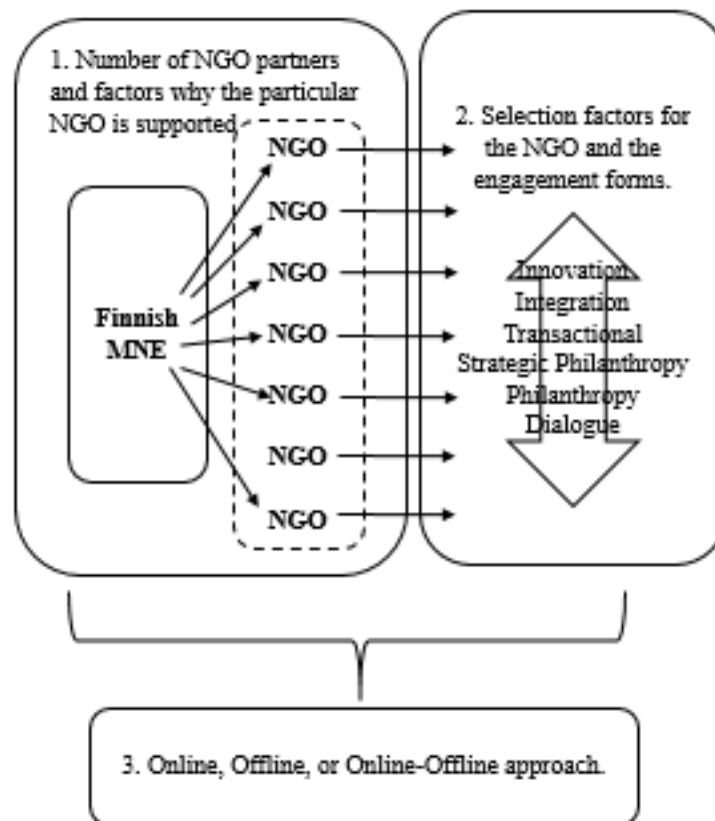 1. Number of NGO partners
and factors why the particular
NGO is supported
NGO
NGO
NGO
NGO
NGO
NGO
NGO
Finnish
MNE
2. Selection factors for
the NGO and the
engagement forms.
Innovation
Integration
Transactional
Strategic Philanthropy
Philanthropy
Dialogue
3. Online, Offline, or Online-Offline approach.